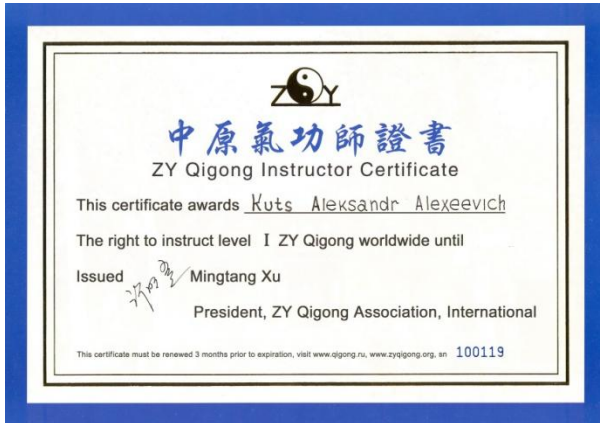 Z Y
中原氣功師證書
ZY Qigong Instructor Certificate
This certificate awards Kuts Aleksandr Alexeevich
The right to instruct level I ZY Qigong worldwide until
Issued Mingtang Xu
President, ZY Qigong Association, International
This certificate must be renewed 3 months prior to expiration, visit www.qigong.ru, www.zyqigong.org, sn 100119